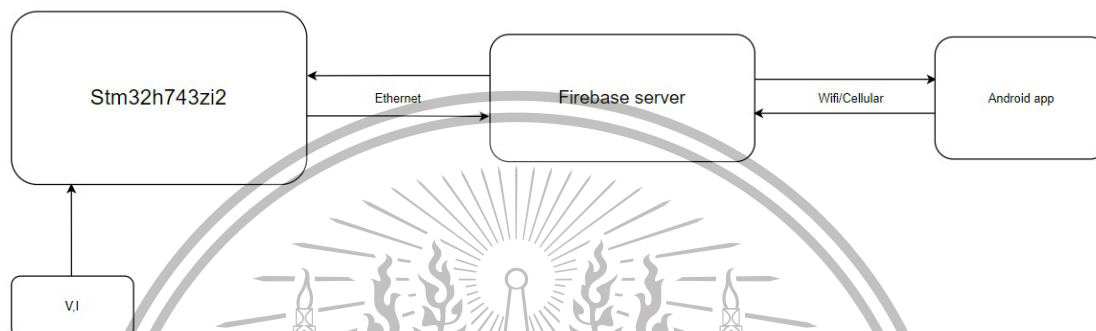 Stm32h743zi2
Ethernet
Firebase server
Wifi/Cellular
Android app
V,I